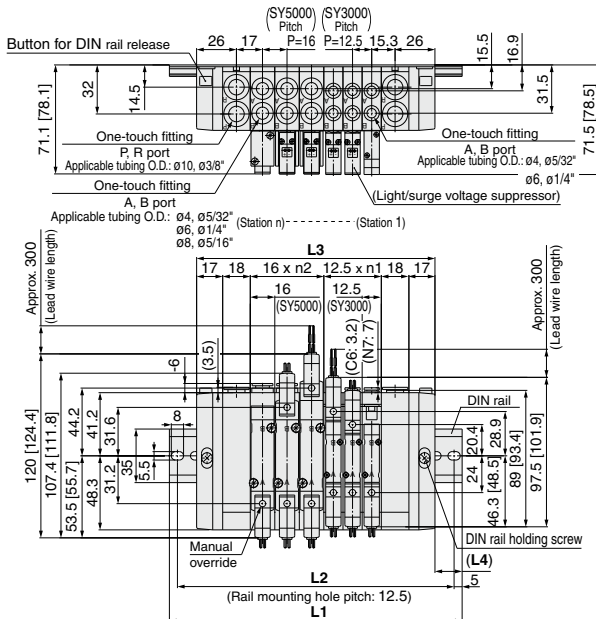 (SY5000) (SY3000)
Pitch Pitch
26 17 P=16 P=12.5 15.3 26
Button for DIN rail release
15.5
16.9
71.1 [78.1]
32
14.5
31.5
71.5 [78.5]
One-touch fitting
P, R port
Applicable tubing O.D.: ø10, ø3/8"
One-touch fitting
A, B port
Applicable tubing O.D.: ø4, ø5/32"
ø6, ø1/4"
One-touch fitting
A, B port
Applicable tubing O.D.: ø4, ø5/32"
ø6, ø1/4"
ø8, ø5/16"
(Light/surge voltage suppressor)
(Station n) ------------ (Station 1)
L3
17 18 16 x n2 12.5 x n1 18 17
16 12.5
(SY5000) (SY3000)
Approx. 300
(Lead wire length)
Approx. 300
(Lead wire length)
-6
(3.5)
(C6: 3.2)
(N7: 7)
120 [124.4]
107.4 [111.8]
53.5 [55.7]
44.2
41.2
31.6
8
35
5.5
31.2
48.3
DIN rail
20.4
28.9
24
46.3 [48.5]
89 [93.4]
97.5 [101.9]
Manual
override
DIN rail holding screw
(L4)
L2
5
(Rail mounting hole pitch: 12.5)
L1